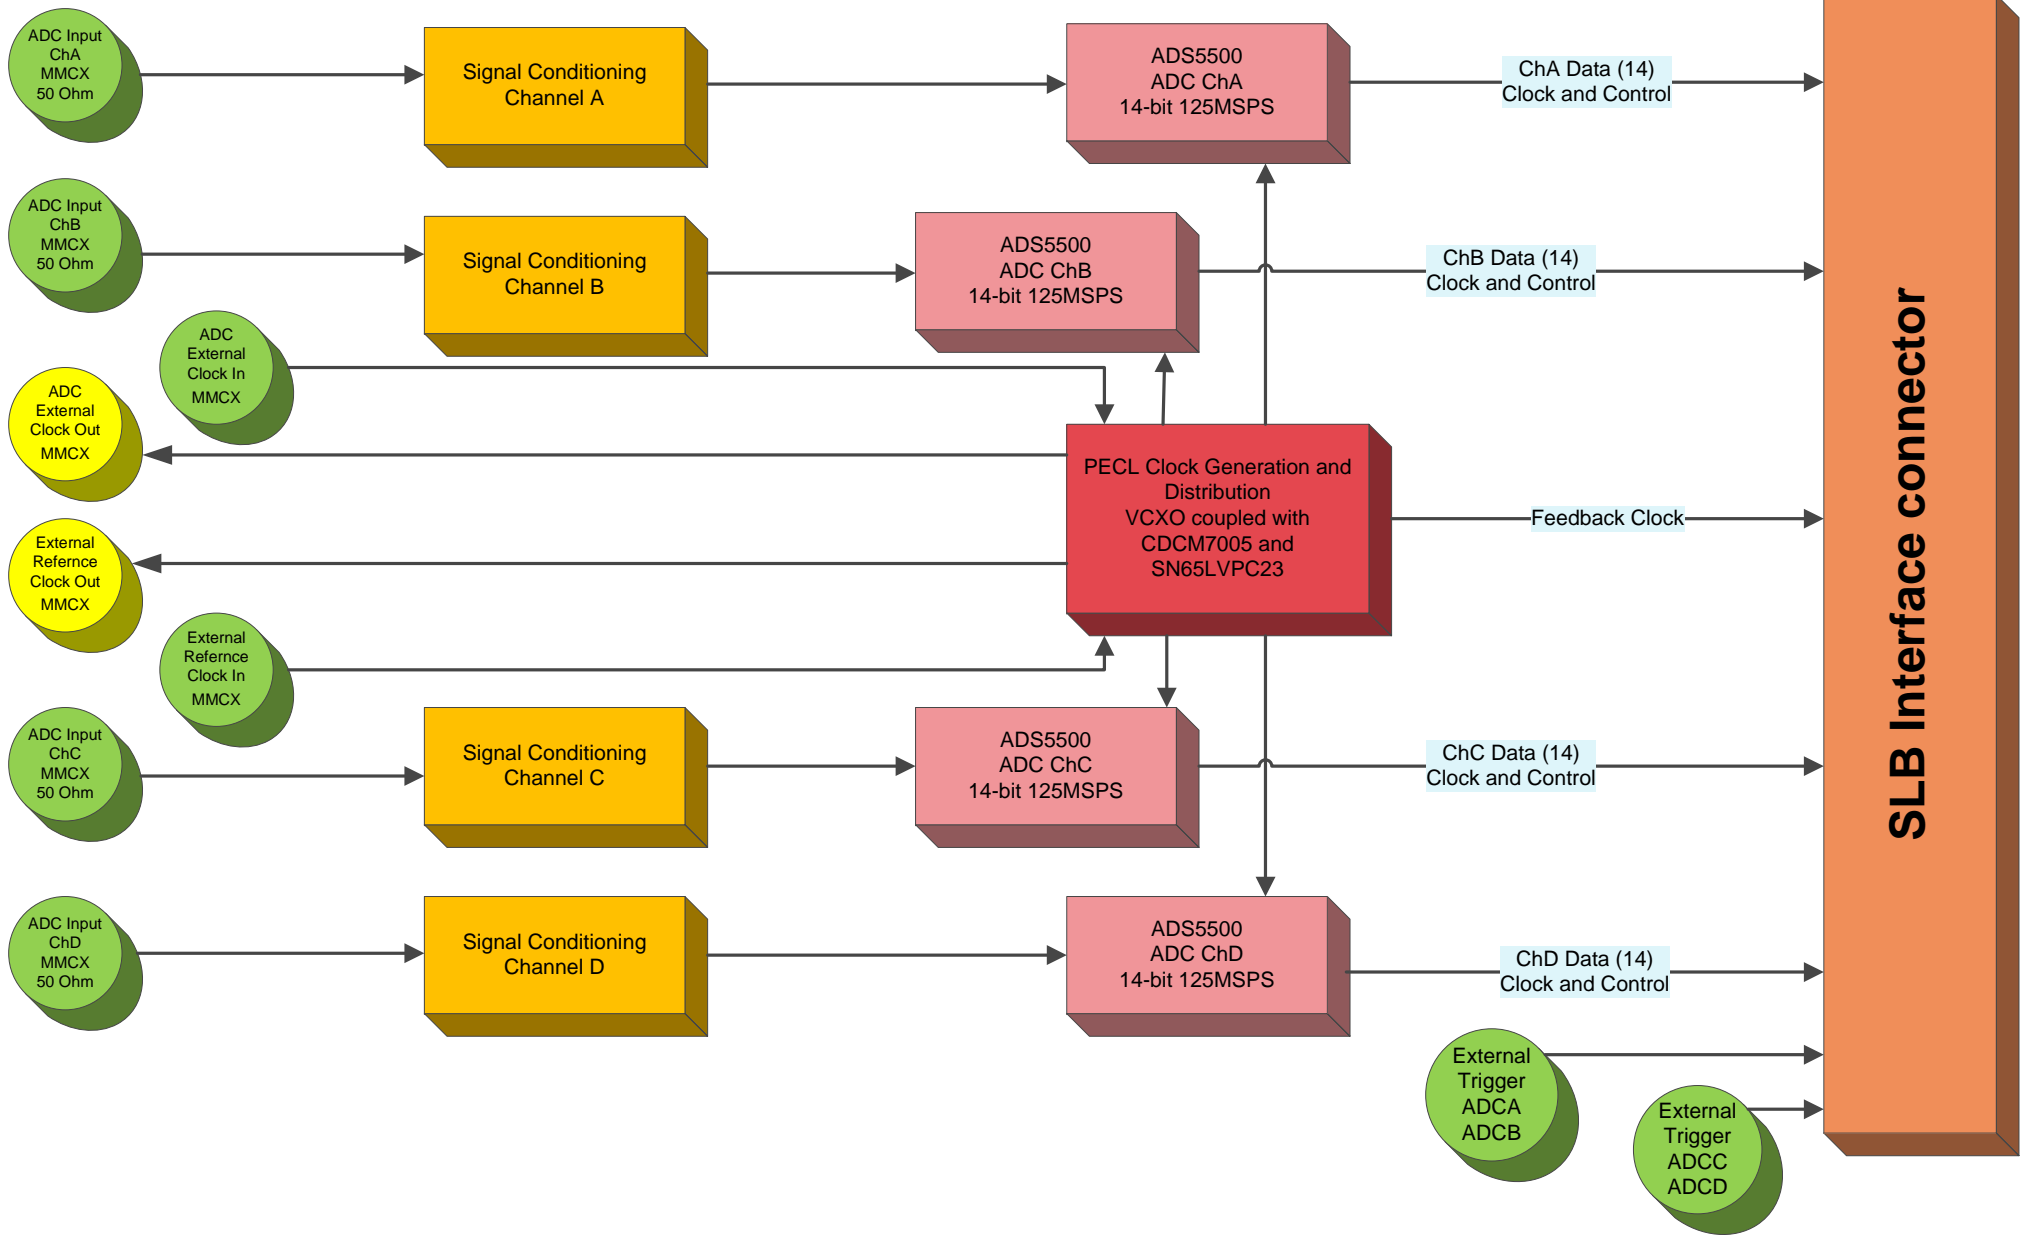 ADC Input
ChA
MMCX
50 Ohm
Signal Conditioning
Channel A
ADS5500
ADC ChA
14-bit 125MSPS
ChA Data (14)
Clock and Control
ADC Input
ChB
MMCX
50 Ohm
Signal Conditioning
Channel B
ADS5500
ADC ChB
14-bit 125MSPS
ChB Data (14)
Clock and Control
ADC
External
Clock In
MMCX
ADC
External
Clock Out
MMCX
PECL Clock Generation and
Distribution
VCXO coupled with
CDCM7005 and
SN65LVPC23
Feedback Clock
SLB Interface connector
External
Refernce
Clock Out
MMCX
External
Refernce
Clock In
MMCX
ADC Input
ChC
MMCX
50 Ohm
Signal Conditioning
Channel C
ADS5500
ADC ChC
14-bit 125MSPS
ChC Data (14)
Clock and Control
ADC Input
ChD
MMCX
50 Ohm
Signal Conditioning
Channel D
ADS5500
ADC ChD
14-bit 125MSPS
ChD Data (14)
Clock and Control
External
Trigger
ADCA
ADCB
External
Trigger
ADCC
ADCD